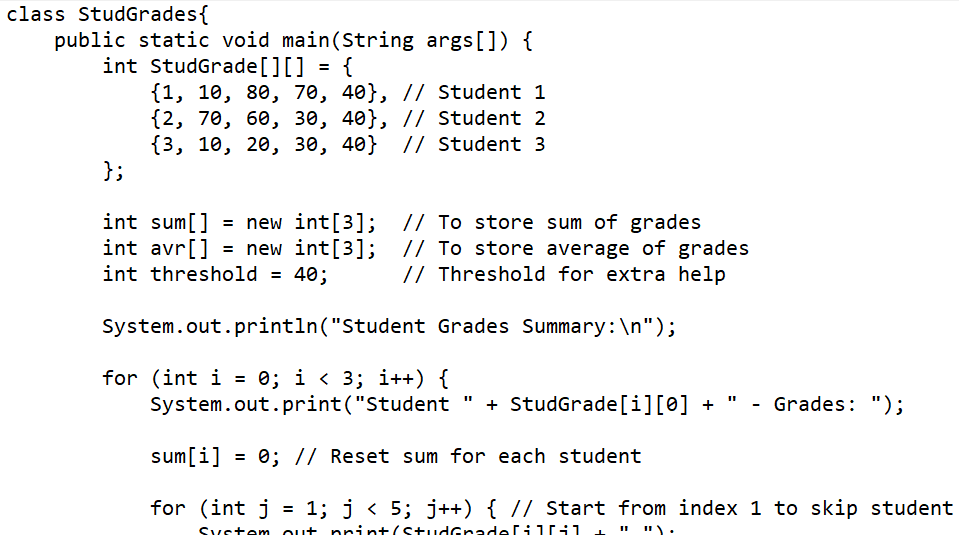 class StudGrades{
    public static void main(String args[]) {
        int StudGrade[][] = {
            {1, 10, 80, 70, 40}, // Student 1
            {2, 70, 60, 30, 40}, // Student 2
            {3, 10, 20, 30, 40}  // Student 3
        };

        int sum[] = new int[3];  // To store sum of grades
        int avr[] = new int[3];  // To store average of grades
        int threshold = 40;      // Threshold for extra help

        System.out.println("Student Grades Summary:\n");

        for (int i = 0; i < 3; i++) {
            System.out.print("Student " + StudGrade[i][0] + " - Grades: ");

            sum[i] = 0; // Reset sum for each student

            for (int j = 1; j < 5; j++) { // Start from index 1 to skip student
                System.out.print(StudGrade[i][j] + " ");